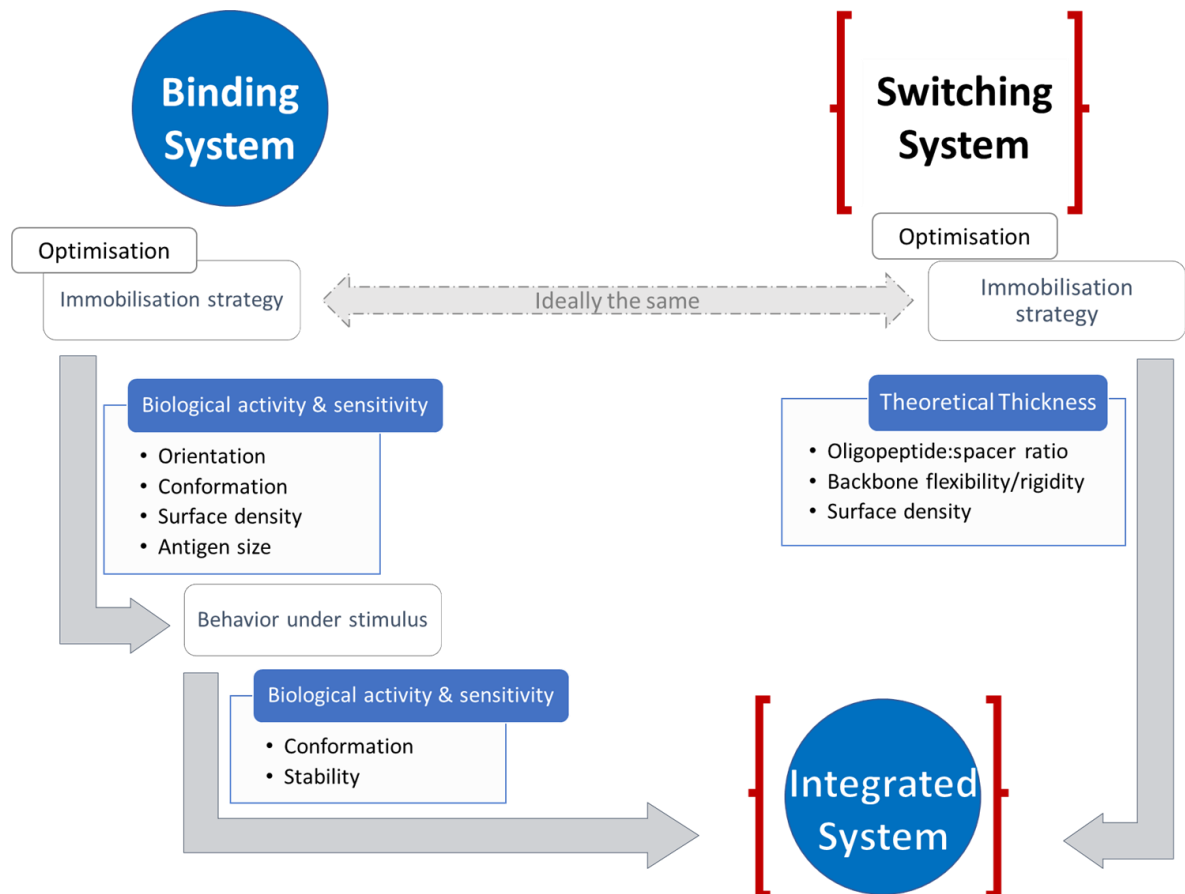 Binding
System
Switching
System
Optimisation
Immobilisation strategy
Ideally the same
Optimisation
Immobilisation
strategy
Biological activity & sensitivity
• Orientation
• Conformation
• Surface density
• Antigen size
Theoretical Thickness
• Oligopeptide:spacer ratio
• Backbone flexibility/rigidity
• Surface density
Behavior under stimulus
Biological activity & sensitivity
• Conformation
• Stability
Integrated
System